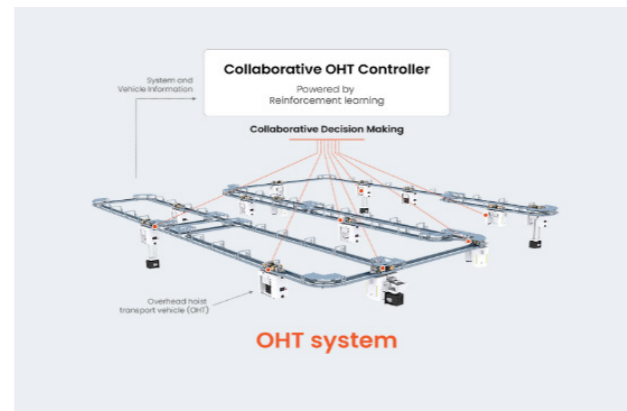 Collaborative OHT Controller
Powered by
Reinforcement learning
System and
Vehicle Information
Collaborative Decision Making
Overhead hoist
transport vehicle (OHT)
OHT system